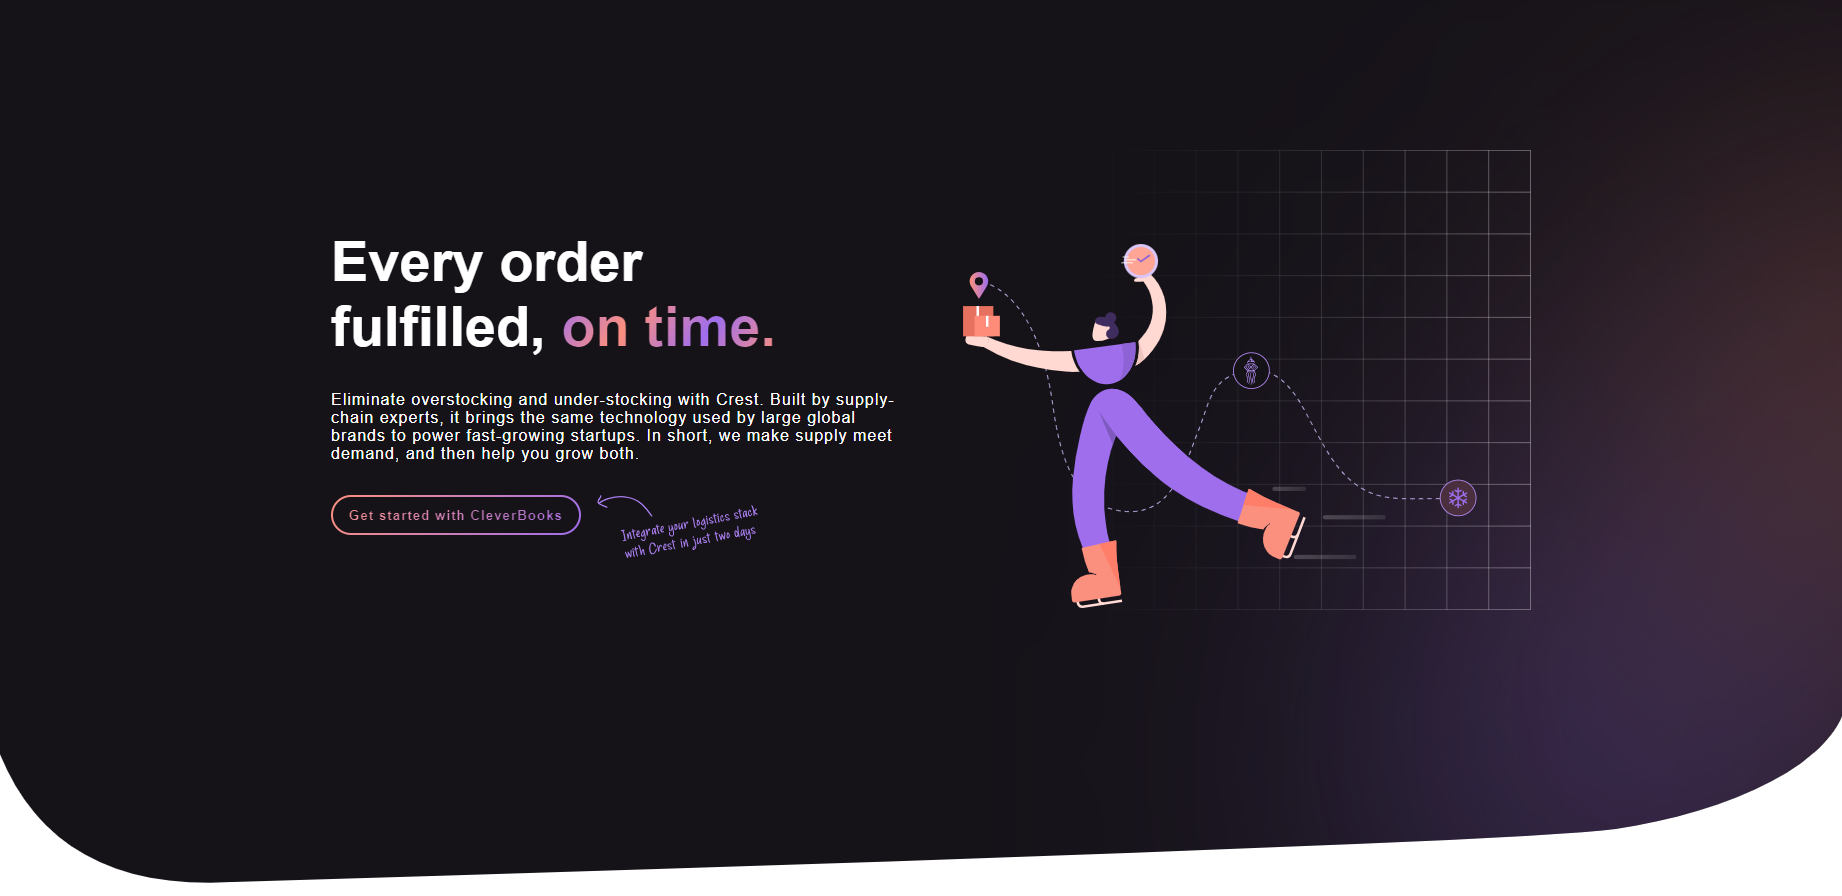 Every order
fulfilled, on time.
Eliminate overstocking and under-stocking with Crest. Built by supply-
chain experts, it brings the same technology used by large global
brands to power fast-growing startups. In short, we make supply meet
demand, and then help you grow both.
Get started with CleverBooks
Integrate your logistics stack
with Crest in just two days